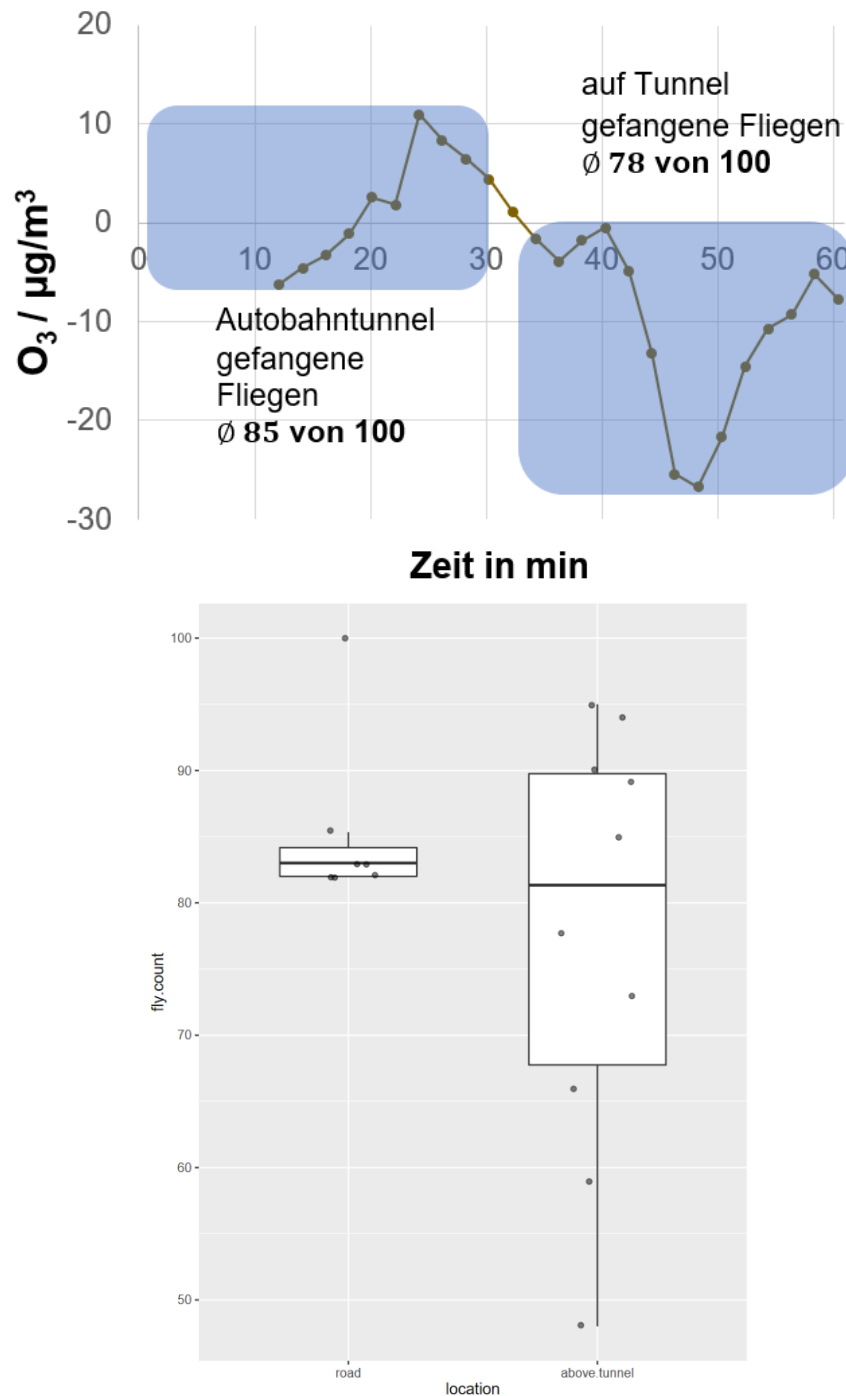 20
10
0
-10
-20
-30
O₃ / µg/m³
0 10 20 30 40 50 60
auf Tunnel
gefangene Fliegen
Ø 78 von 100
Autobahntunnel
gefangene
Fliegen
Ø 85 von 100
Zeit in min
100
90
80
70
60
50
fly.count
road above.tunnel
location